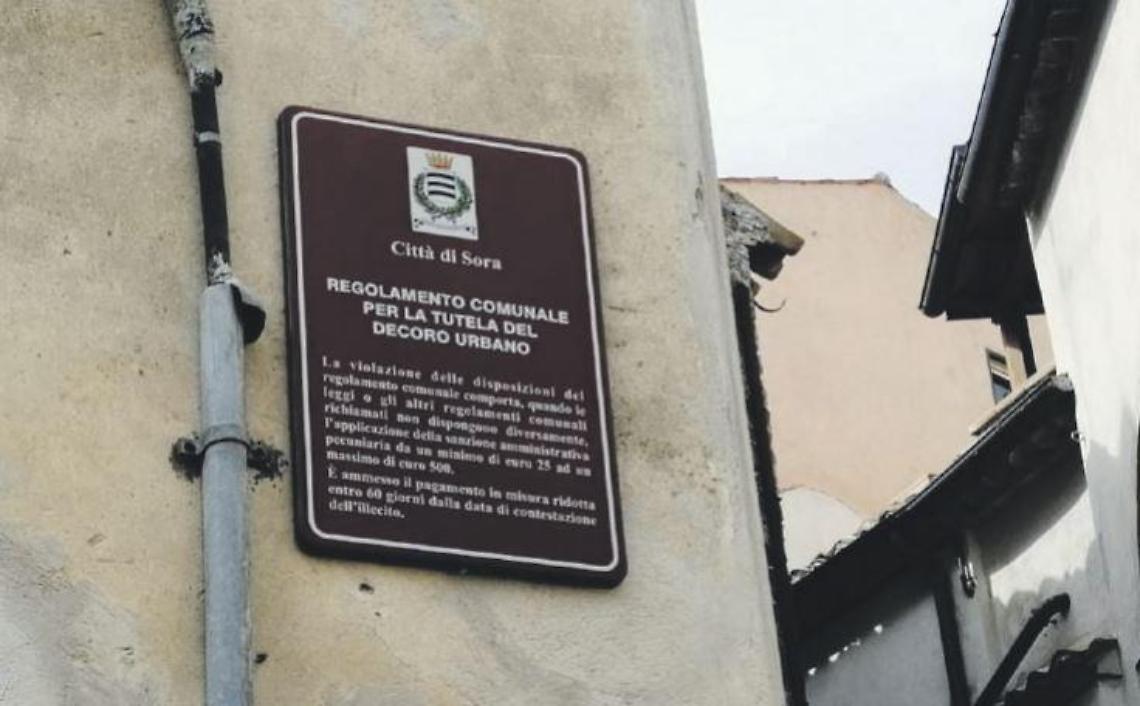 Città di Sora
REGOLAMENTO COMUNALE
PER LA TUTELA DEL
DECORO URBANO
La violazione delle disposizioni del
regolamento comunale comporta, quando le
leggi o gli altri regolamenti comunali
richiamati non dispongono diversamente,
l'applicazione della sanzione amministrativa
pecuniaria da un minimo di euro 25 ad un
massimo di euro 500.
È ammesso il pagamento in misura ridotta
entro 60 giorni dalla data di contestazione
dell'illecito.